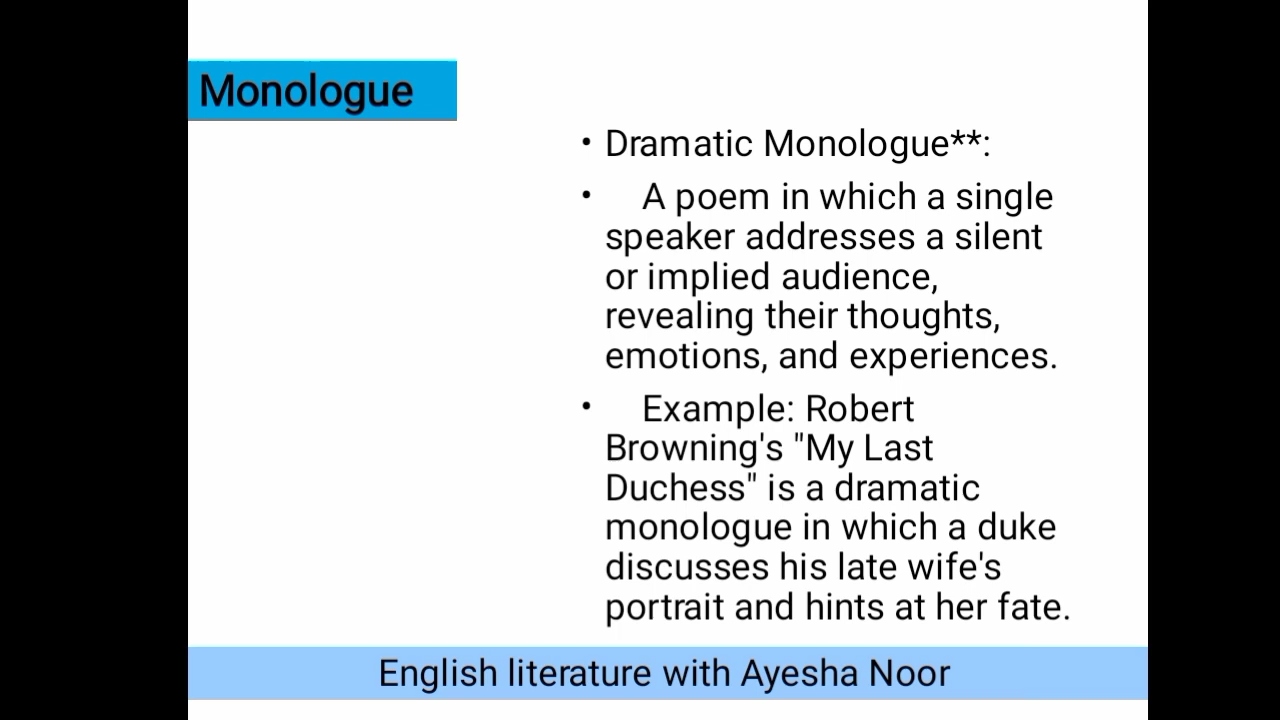 Monologue
• Dramatic Monologue**:
• A poem in which a single
speaker addresses a silent
or implied audience,
revealing their thoughts,
emotions, and experiences.
• Example: Robert
Browning's "My Last
Duchess" is a dramatic
monologue in which a duke
discusses his late wife's
portrait and hints at her fate.
English literature with Ayesha Noor